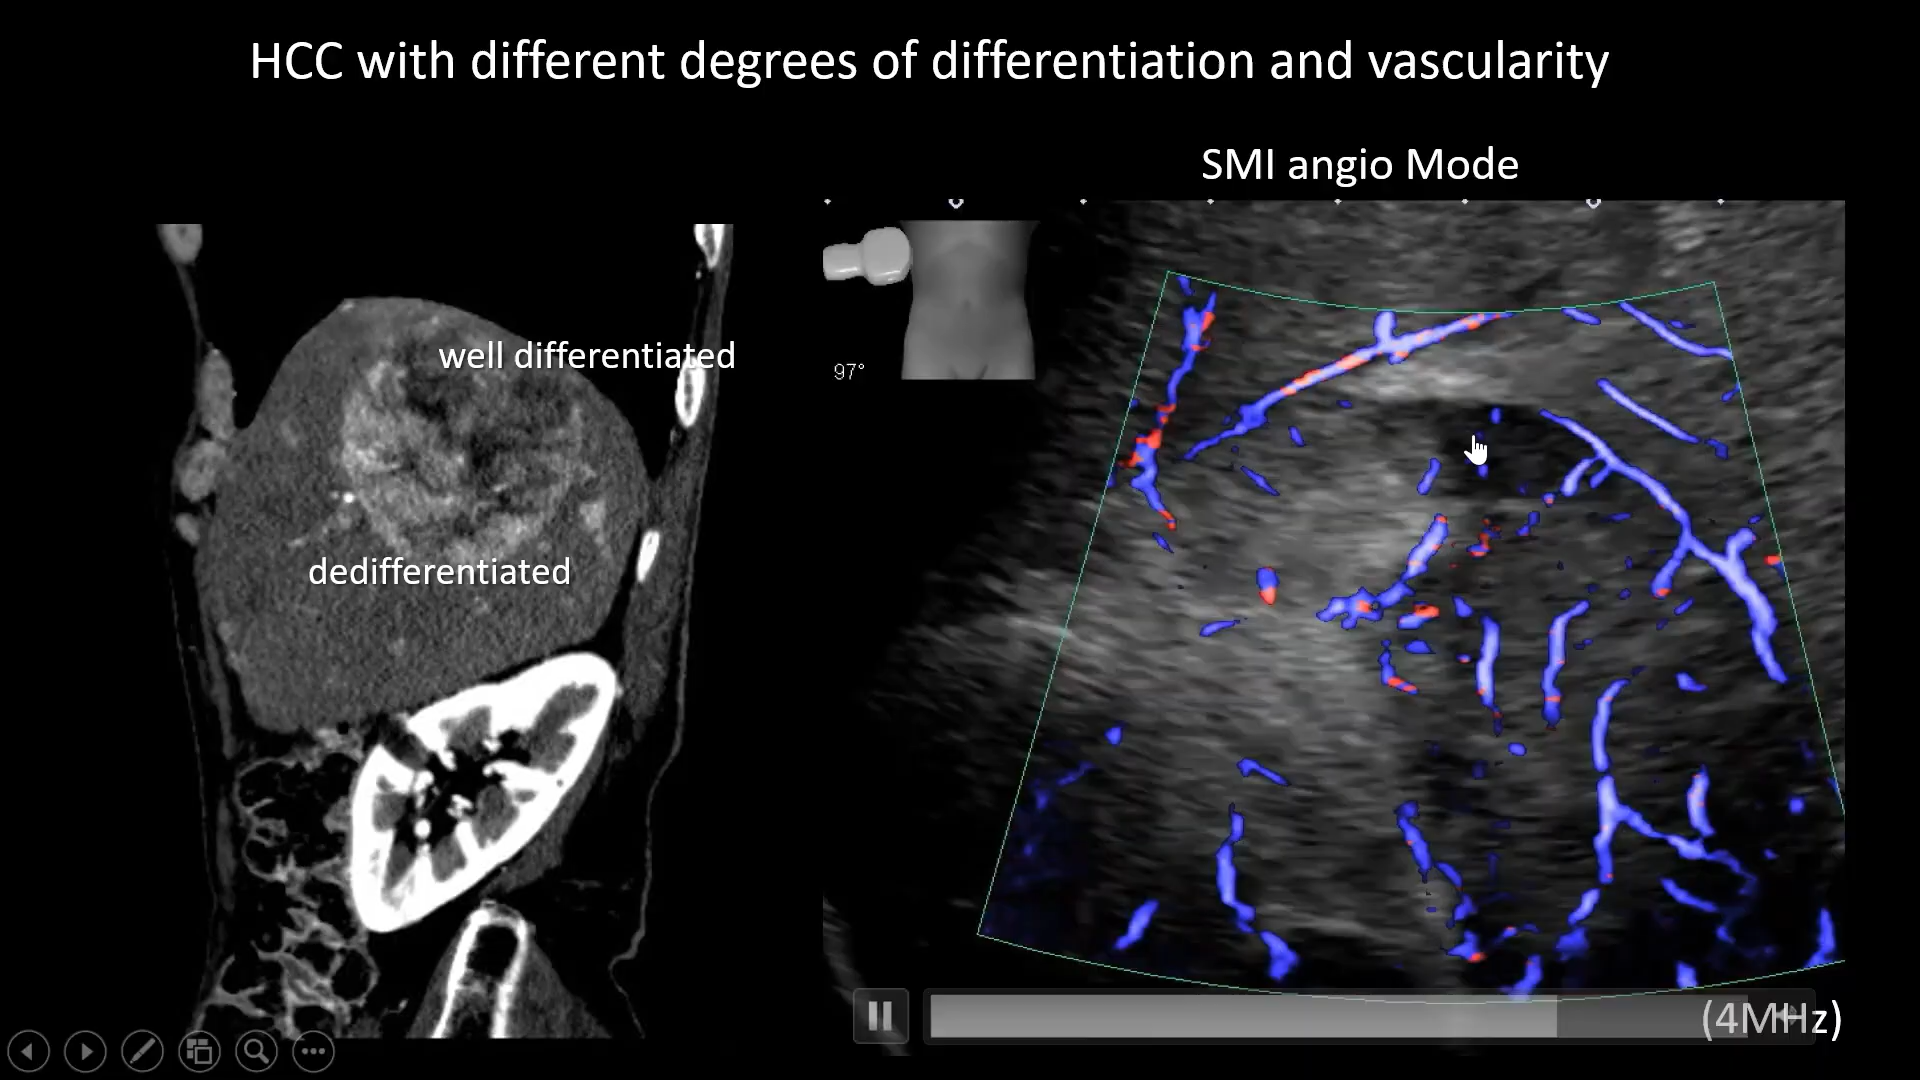 HCC with different degrees of differentiation and vascularity
SMI angio Mode
well differentiated
97°
dedifferentiated
(4MHz)